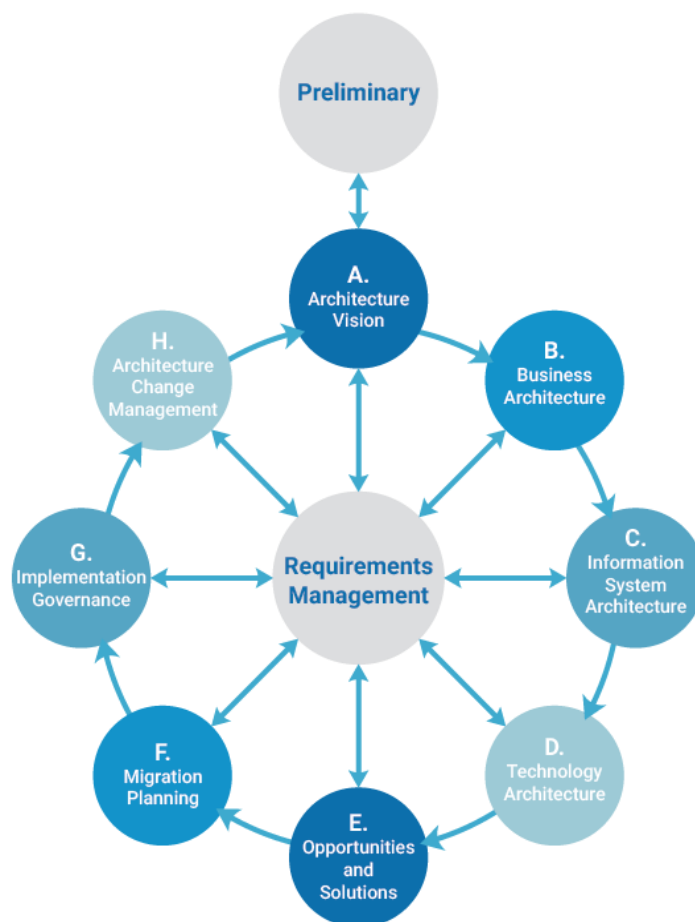 Preliminary
A.
Architecture
Vision
B.
Business
Architecture
C.
Information
System
Architecture
D.
Technology
Architecture
E.
Opportunities
and
Solutions
F.
Migration
Planning
G.
Implementation
Governance
H.
Architecture
Change
Management
Requirements
Management